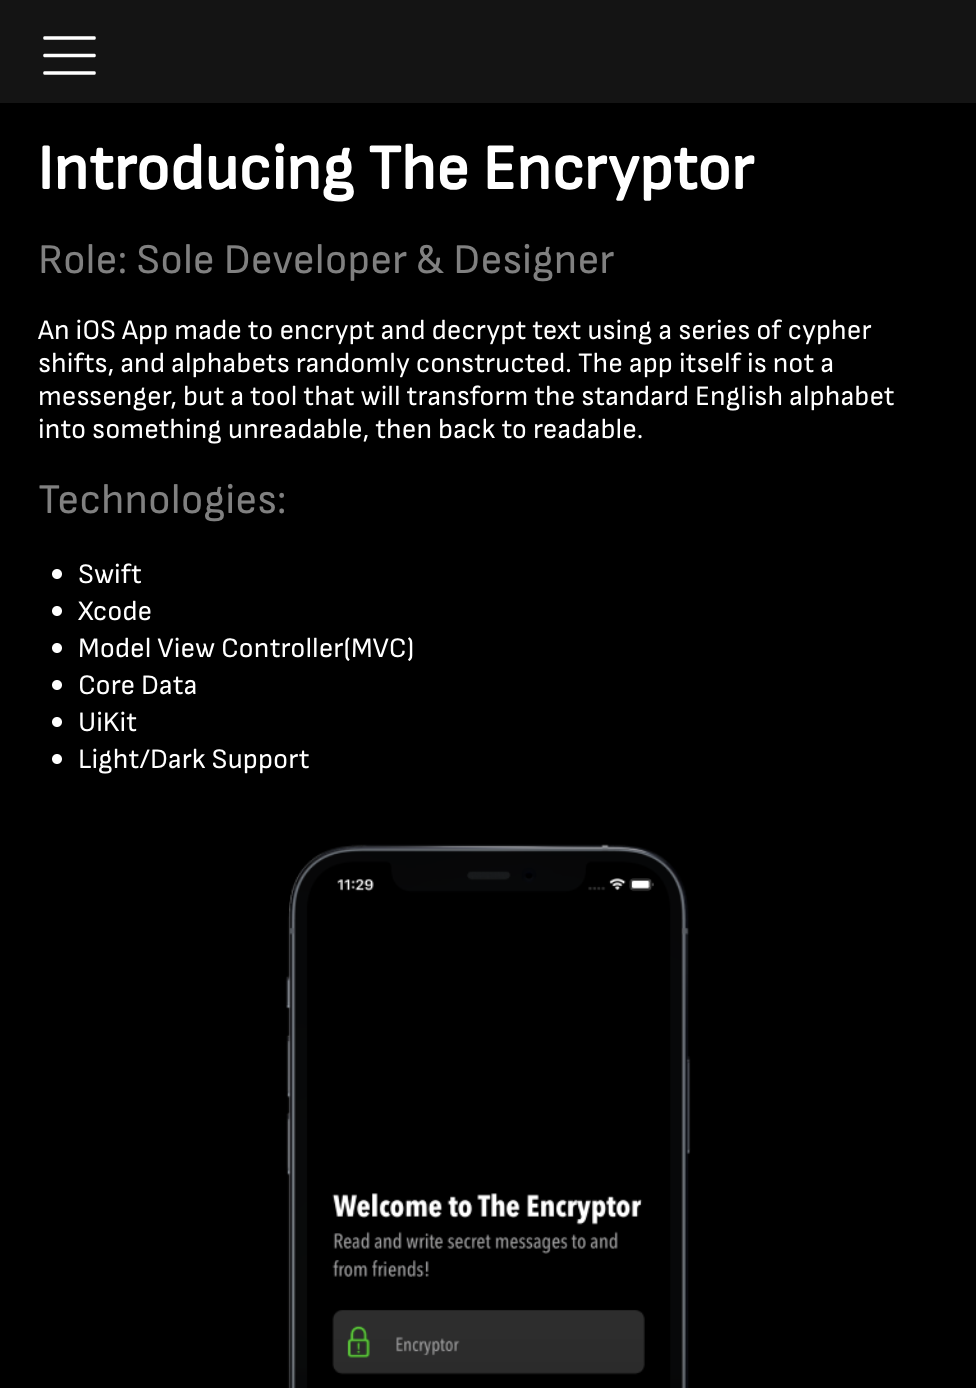 Introducing The Encryptor
Role: Sole Developer & Designer
An iOS App made to encrypt and decrypt text using a series of cypher
shifts, and alphabets randomly constructed. The app itself is not a
messenger, but a tool that will transform the standard English alphabet
into something unreadable, then back to readable.
Technologies:
• Swift
• Xcode
• Model View Controller(MVC)
• Core Data
• UiKit
• Light/Dark Support
11:29
Welcome to The Encryptor
Read and write secret messages to and
from friends!
Encryptor